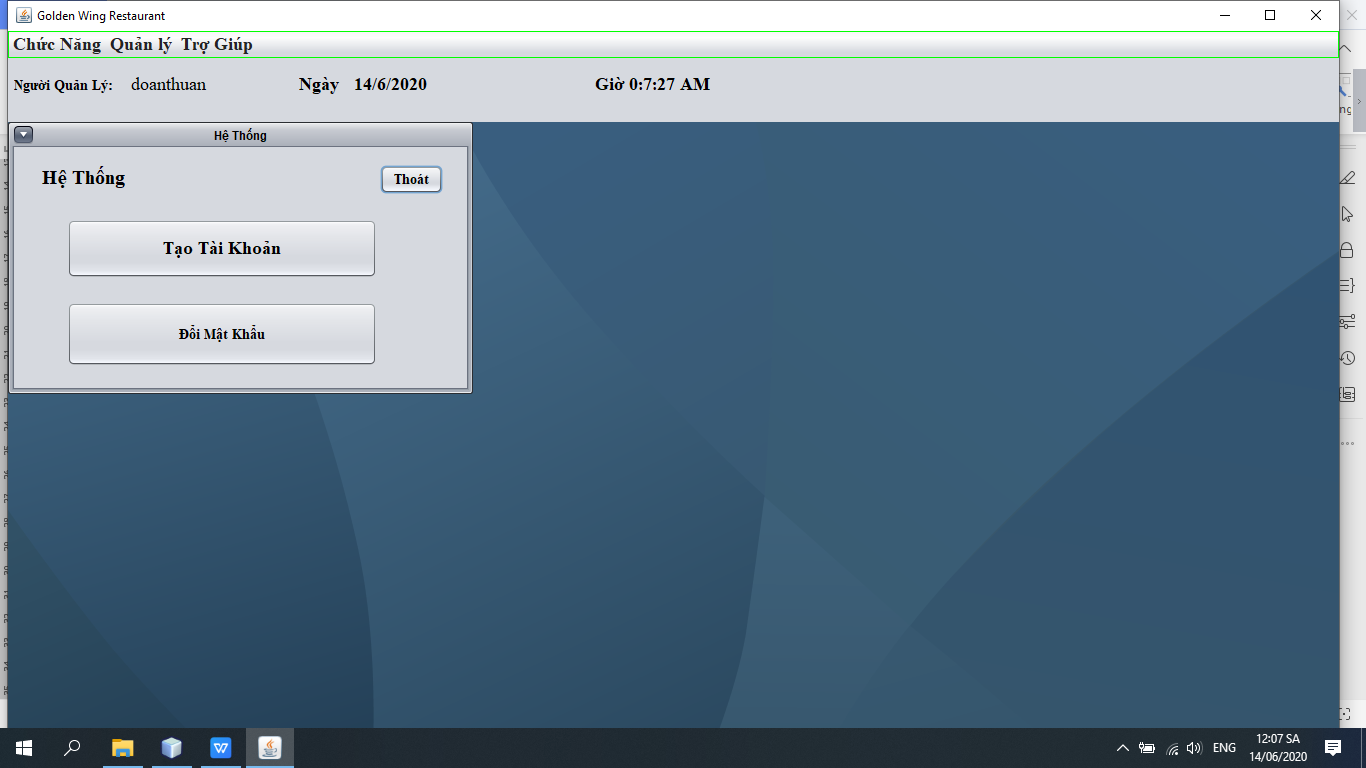 Golden Wing Restaurant
Chức Năng Quản lý Trợ Giúp
Người Quản Lý: doanthuan Ngày 14/6/2020 Giờ 0:7:27 AM
Hệ Thống
Hệ Thống Thoát
Tạo Tài Khoản
Đổi Mật Khẩu
ENG 12:07 SA
14/06/2020